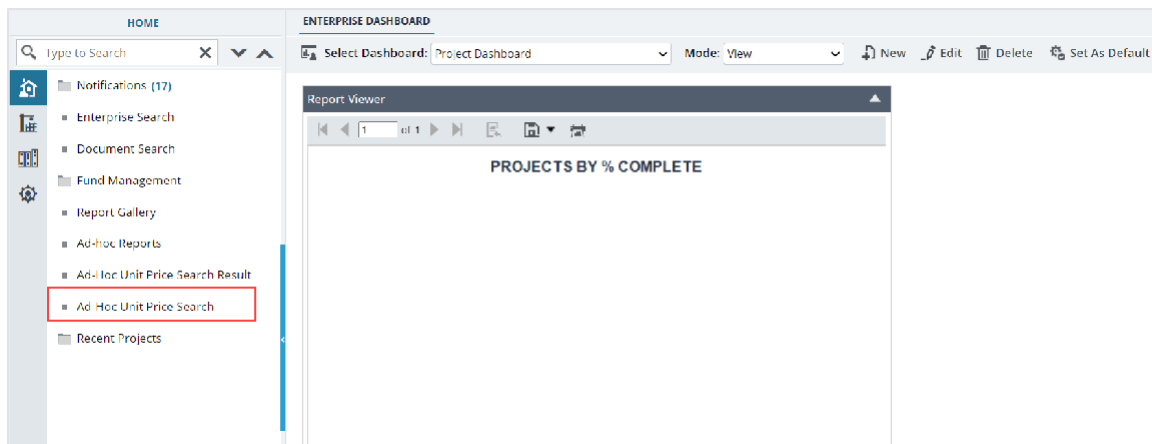 HOME
Type to Search
Notifications (17)
Enterprise Search
Document Search
Fund Management
Report Gallery
Ad-hoc Reports
Ad-Hoc Unit Price Search Result
Ad-Hoc Unit Price Search
Recent Projects
ENTERPRISE DASHBOARD
Select Dashboard: Project Dashboard Mode: View New Edit Delete Set As Default
Report Viewer
1 of 1
PROJECTS BY % COMPLETE